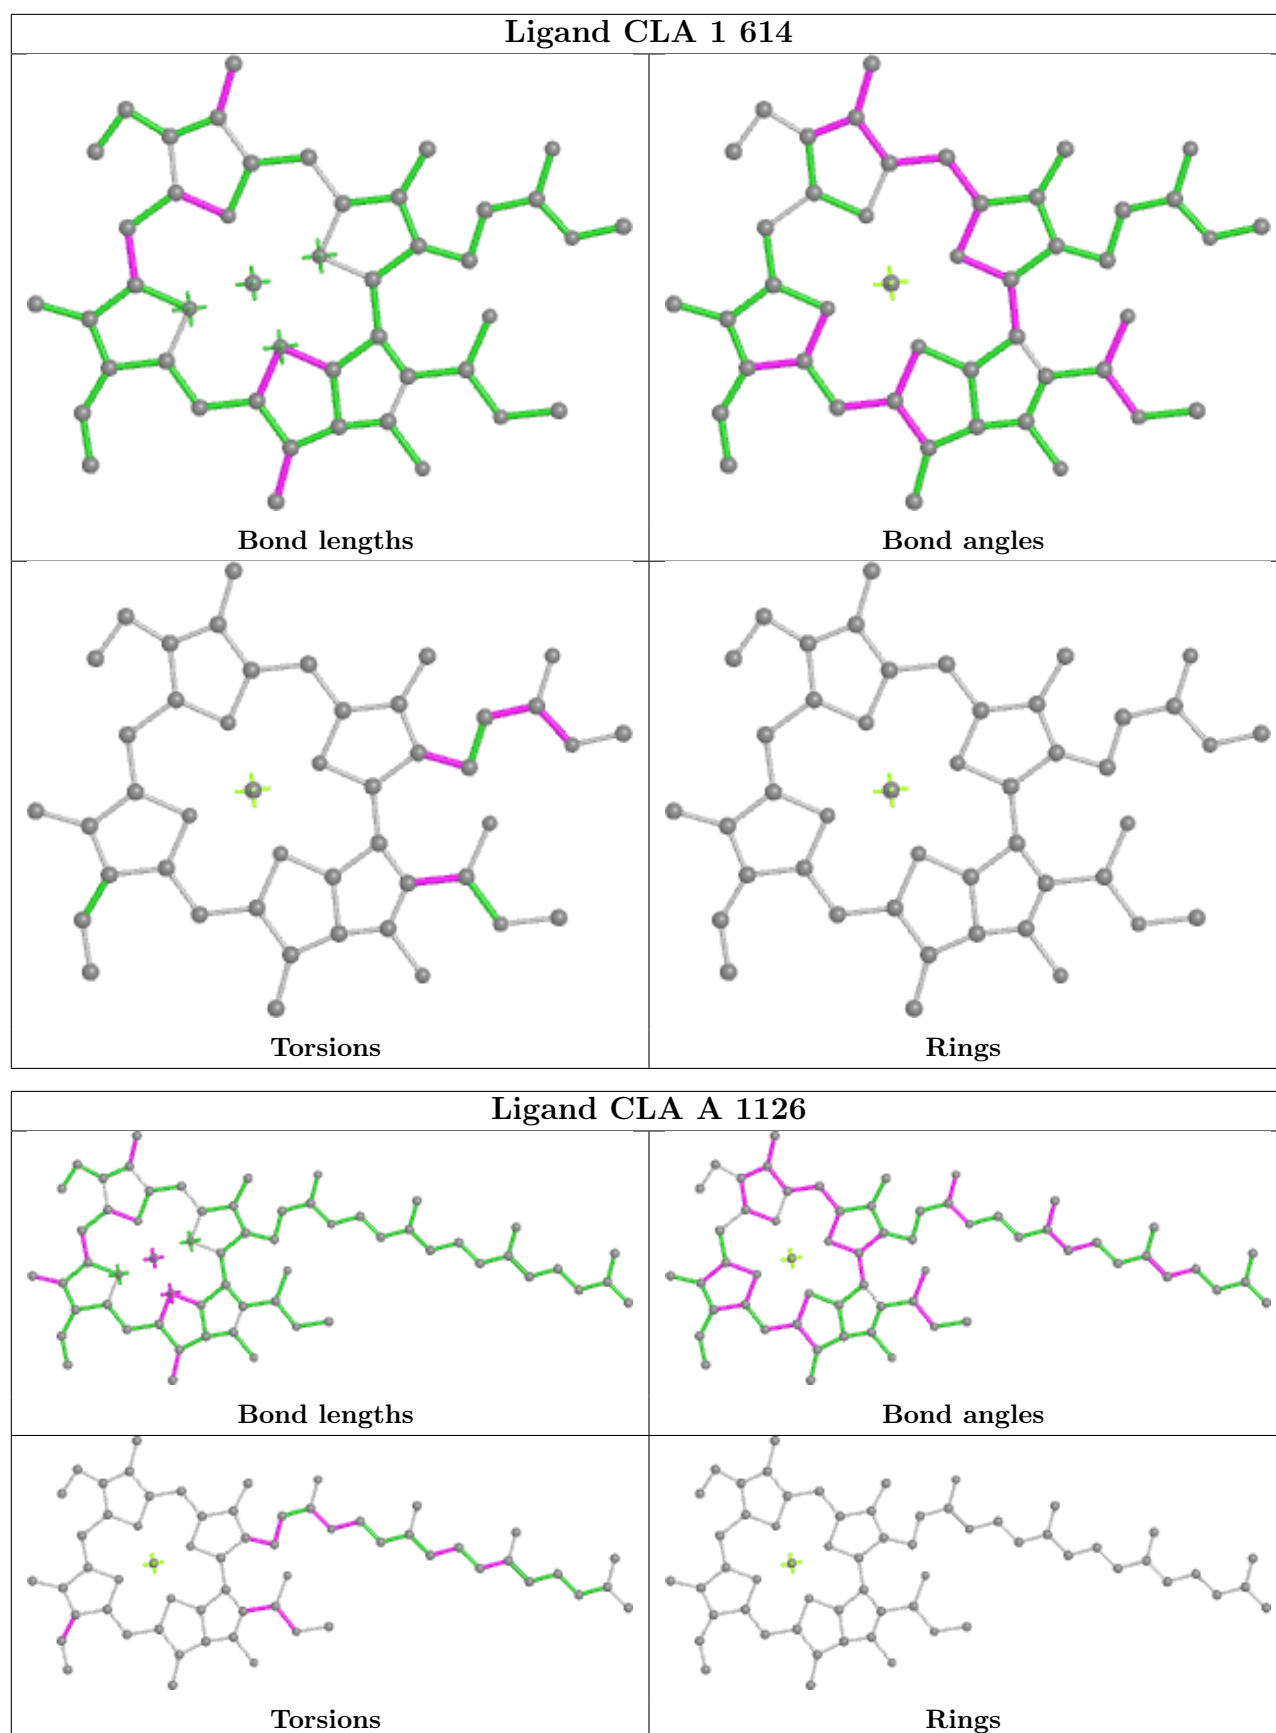 Ligand CLA 1 614
Bond lengths
Bond angles
Torsions
Rings
Ligand CLA A 1126
Bond lengths
Bond angles
Torsions
Rings